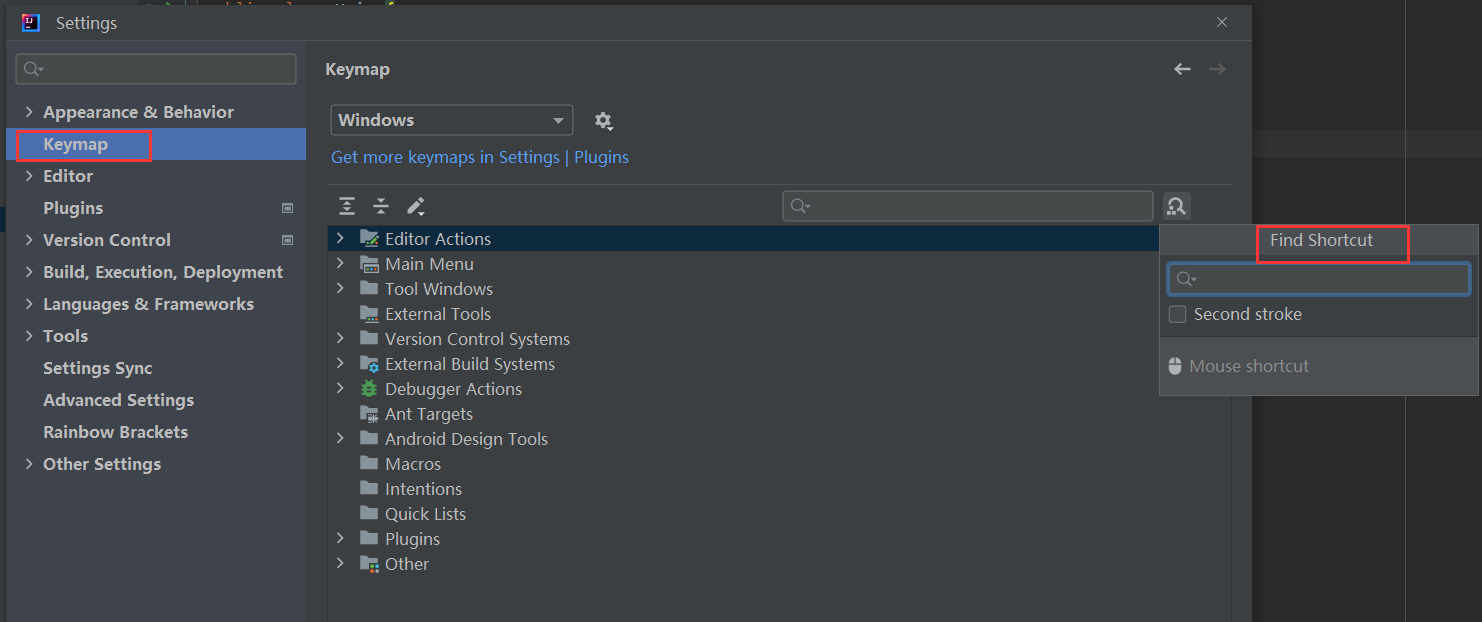 Settings
Appearance & Behavior
Keymap
Editor
Plugins
Version Control
Build, Execution, Deployment
Languages & Frameworks
Tools
Settings Sync
Advanced Settings
Rainbow Brackets
Other Settings
Keymap
Windows
Get more keymaps in Settings | Plugins
Editor Actions
Main Menu
Tool Windows
External Tools
Version Control Systems
External Build Systems
Debugger Actions
Ant Targets
Android Design Tools
Macros
Intentions
Quick Lists
Plugins
Other
Find Shortcut
Second stroke
Mouse shortcut